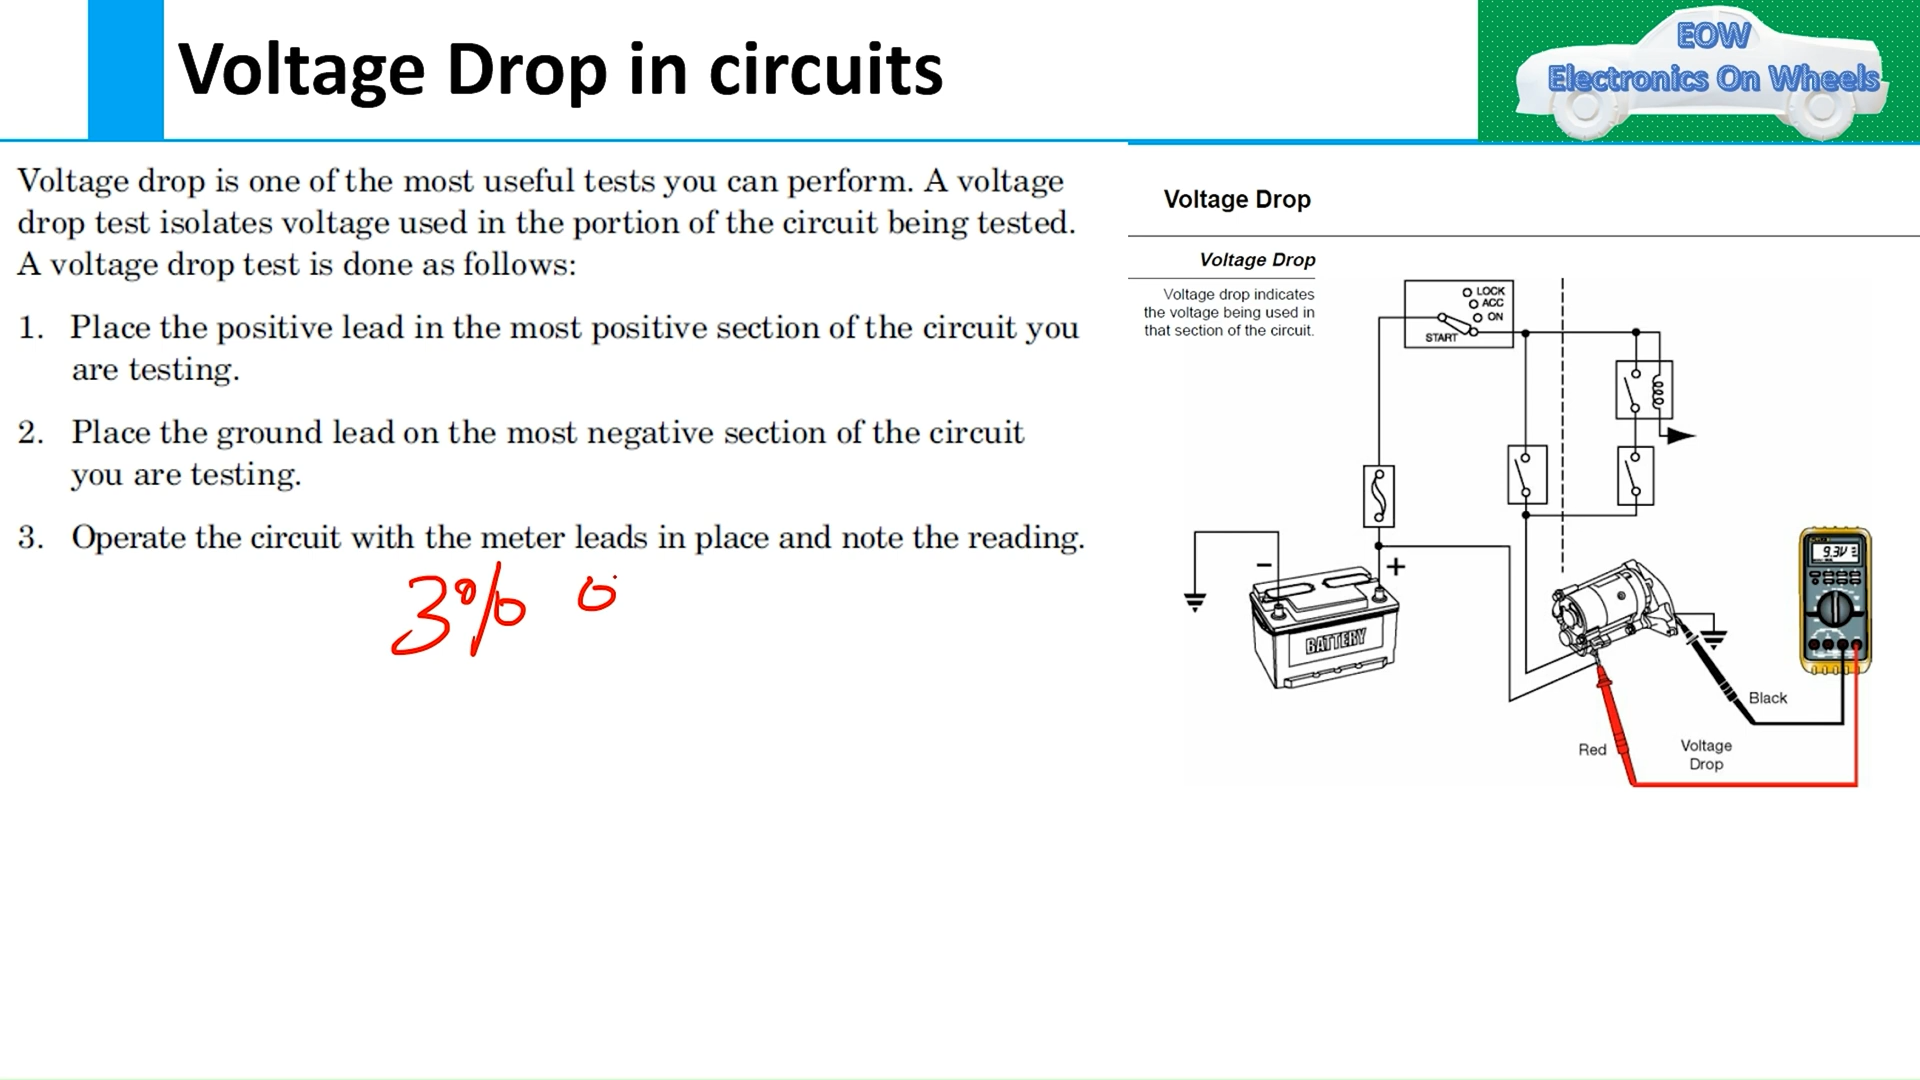 Voltage Drop in circuits
EOW
Electronics On Wheels
Voltage drop is one of the most useful tests you can perform. A voltage
drop test isolates voltage used in the portion of the circuit being tested.
A voltage drop test is done as follows:
1. Place the positive lead in the most positive section of the circuit you
are testing.
2. Place the ground lead on the most negative section of the circuit
you are testing.
3. Operate the circuit with the meter leads in place and note the reading.
3% o
Voltage Drop
Voltage Drop
Voltage drop indicates
the voltage being used in
that section of the circuit.
LOCK
ACC
ON
START
− +
BATTERY
9.3V
Black
Red
Voltage
Drop